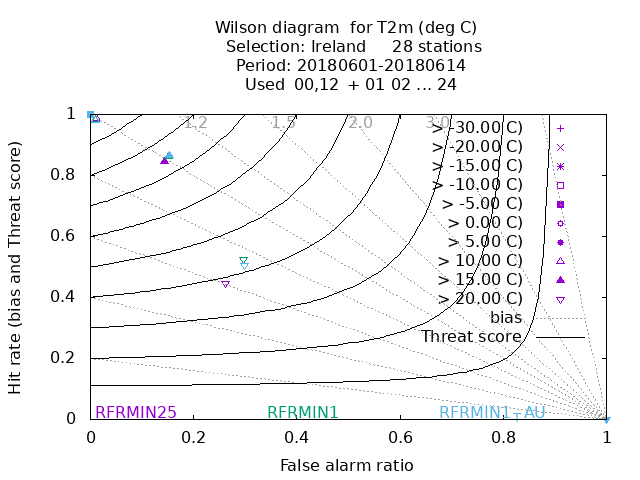 Wilson diagram  for T2m (deg C)
Selection: Ireland     28 stations
Period: 20180601-20180614
Used  00,12  + 01 02 ... 24
Hit rate (bias and Threat score)
1
0.8
0.6
0.4
0.2
0
1.2
1.5
2.0
3.0
> -30.00 C)
> -20.00 C)
> -15.00 C)
> -10.00 C)
> -5.00 C)
> 0.00 C)
> 5.00 C)
> 10.00 C)
> 15.00 C)
> 20.00 C)
bias
Threat score
RFRMIN25
RFRMIN1
RFRMIN1_AU
0
0.2
0.4
0.6
0.8
1
False alarm ratio